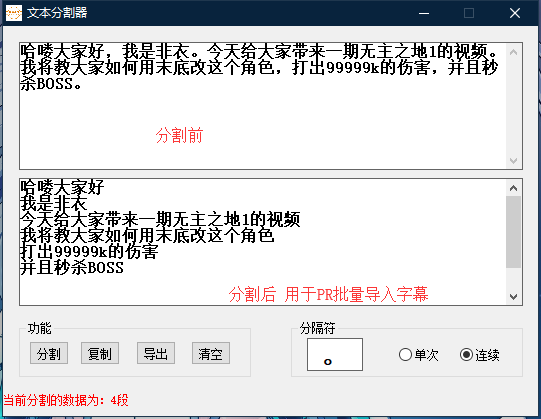 文本分割器
哈喽大家好，我是非衣。今天给大家带来一期无主之地1的视频。
我将教大家如何用末底改这个角色，打出99999k的伤害，并且秒
杀BOSS。
分割前
哈喽大家好
我是非衣
今天给大家带来一期无主之地1的视频
我将教大家如何用末底改这个角色
打出99999k的伤害
并且秒杀BOSS
分割后 用于PR批量导入字幕
功能
分割 复制 导出 清空
分隔符
。
单次 连续
当前分割的数据为：4段